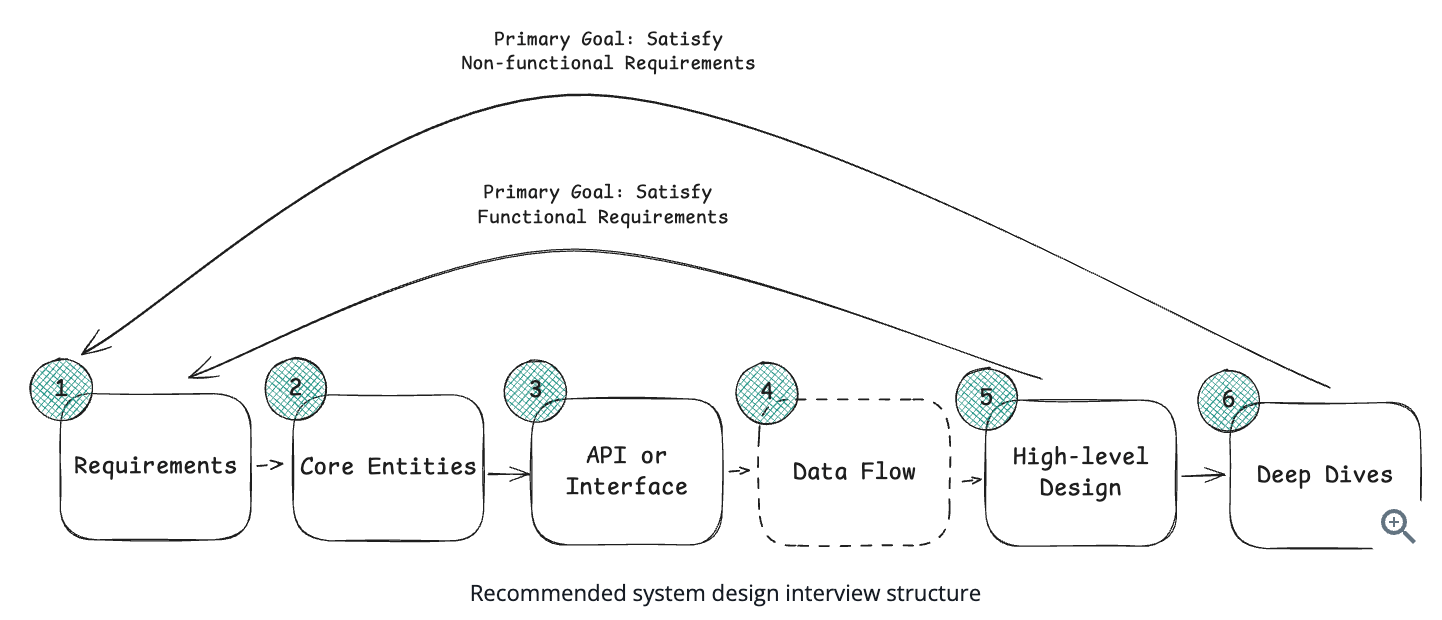 Primary Goal: Satisfy
Non-functional Requirements
Primary Goal: Satisfy
Functional Requirements
1
Requirements
2
Core Entities
3
API or
Interface
4
Data Flow
5
High-level
Design
6
Deep Dives
Recommended system design interview structure